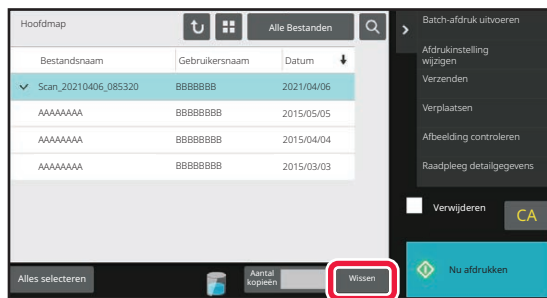 Hoofdmap
Alle Bestanden
Bestandsnaam Gebruikersnaam Datum
Scan_20210406_085320 BBBBBBB 2021/04/06
AAAAAAAA BBBBBBBB 2015/05/05
AAAAAAAA BBBBBBBB 2015/04/04
AAAAAAAA BBBBBBBB 2015/03/03
Alles selecteren
Aantal
kopieën
Wissen
Batch-afdruk uitvoeren
Afdrukinstelling
wijzigen
Verzenden
Verplaatsen
Afbeelding controleren
Raadpleeg detailgegevens
Verwijderen
CA
Nu afdrukken